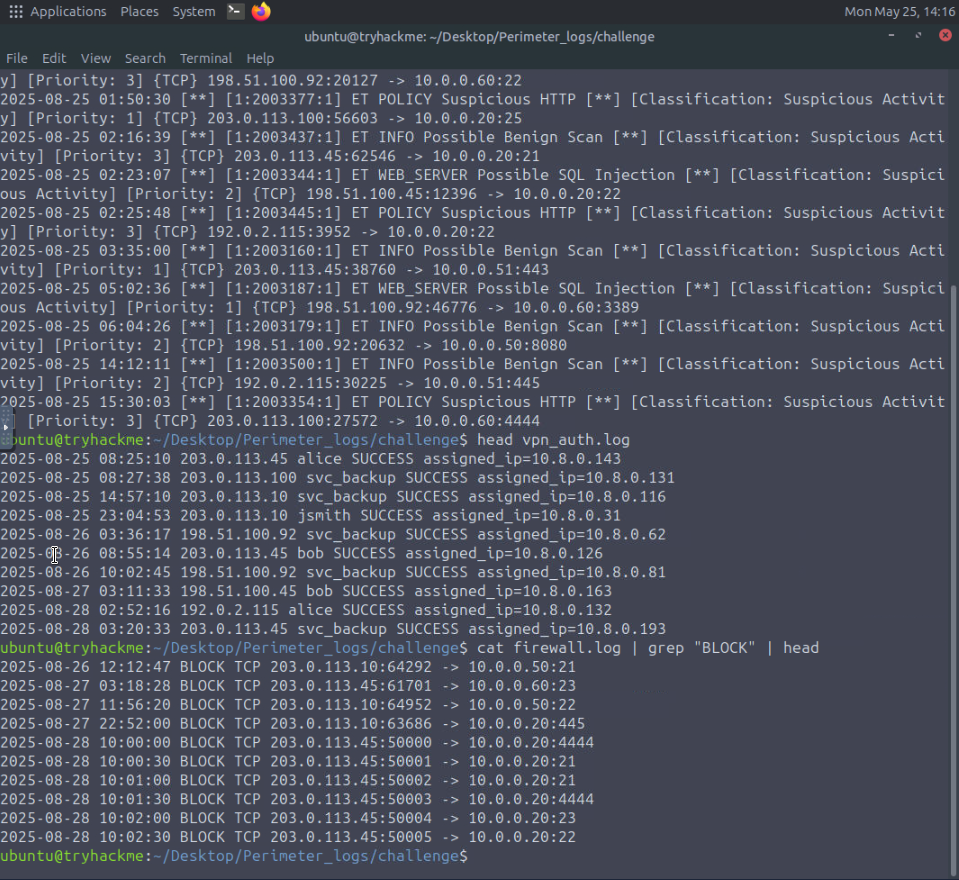 Applications Places System Mon May 25, 14:16
ubuntu@tryhackme: ~/Desktop/Perimeter_logs/challenge
File Edit View Search Terminal Help
y] [Priority: 3] {TCP} 198.51.100.92:20127 -> 10.0.0.60:22
2025-08-25 01:50:30 [**] [1:2003377:1] ET POLICY Suspicious HTTP [**] [Classification: Suspicious Activit
y] [Priority: 1] {TCP} 203.0.113.100:56603 -> 10.0.0.20:25
2025-08-25 02:16:39 [**] [1:2003437:1] ET INFO Possible Benign Scan [**] [Classification: Suspicious Acti
vity] [Priority: 3] {TCP} 203.0.113.45:62546 -> 10.0.0.20:21
2025-08-25 02:23:07 [**] [1:2003344:1] ET WEB_SERVER Possible SQL Injection [**] [Classification: Suspici
ous Activity] [Priority: 2] {TCP} 198.51.100.45:12396 -> 10.0.0.20:22
2025-08-25 02:25:48 [**] [1:2003445:1] ET POLICY Suspicious HTTP [**] [Classification: Suspicious Activit
y] [Priority: 3] {TCP} 192.0.2.115:3952 -> 10.0.0.20:22
2025-08-25 03:35:00 [**] [1:2003160:1] ET INFO Possible Benign Scan [**] [Classification: Suspicious Acti
vity] [Priority: 1] {TCP} 203.0.113.45:38760 -> 10.0.0.51:443
2025-08-25 05:02:36 [**] [1:2003187:1] ET WEB_SERVER Possible SQL Injection [**] [Classification: Suspici
ous Activity] [Priority: 1] {TCP} 198.51.100.92:46776 -> 10.0.0.60:3389
2025-08-25 06:04:26 [**] [1:2003179:1] ET INFO Possible Benign Scan [**] [Classification: Suspicious Acti
vity] [Priority: 2] {TCP} 198.51.100.92:20632 -> 10.0.0.50:8080
2025-08-25 14:12:11 [**] [1:2003500:1] ET INFO Possible Benign Scan [**] [Classification: Suspicious Acti
vity] [Priority: 2] {TCP} 192.0.2.115:30225 -> 10.0.0.51:445
2025-08-25 15:30:03 [**] [1:2003354:1] ET POLICY Suspicious HTTP [**] [Classification: Suspicious Activit
[Priority: 3] {TCP} 203.0.113.100:27572 -> 10.0.0.60:4444
ubuntu@tryhackme:~/Desktop/Perimeter_logs/challenge$ head vpn_auth.log
2025-08-25 08:25:10 203.0.113.45 alice SUCCESS assigned_ip=10.8.0.143
2025-08-25 08:27:38 203.0.113.100 svc_backup SUCCESS assigned_ip=10.8.0.131
2025-08-25 14:57:10 203.0.113.10 svc_backup SUCCESS assigned_ip=10.8.0.116
2025-08-25 23:04:53 203.0.113.10 jsmith SUCCESS assigned_ip=10.8.0.31
2025-08-26 03:36:17 198.51.100.92 svc_backup SUCCESS assigned_ip=10.8.0.62
2025-08-26 08:55:14 203.0.113.45 bob SUCCESS assigned_ip=10.8.0.126
2025-08-26 10:02:45 198.51.100.92 svc_backup SUCCESS assigned_ip=10.8.0.81
2025-08-27 03:11:33 198.51.100.45 bob SUCCESS assigned_ip=10.8.0.163
2025-08-28 02:52:16 192.0.2.115 alice SUCCESS assigned_ip=10.8.0.132
2025-08-28 03:20:33 203.0.113.45 svc_backup SUCCESS assigned_ip=10.8.0.193
ubuntu@tryhackme:~/Desktop/Perimeter_logs/challenge$ cat firewall.log | grep "BLOCK" | head
2025-08-26 12:12:47 BLOCK TCP 203.0.113.10:64292 -> 10.0.0.50:21
2025-08-27 03:18:28 BLOCK TCP 203.0.113.45:61701 -> 10.0.0.60:23
2025-08-27 11:56:20 BLOCK TCP 203.0.113.10:64952 -> 10.0.0.50:22
2025-08-27 22:52:00 BLOCK TCP 203.0.113.45:63686 -> 10.0.0.20:445
2025-08-28 10:00:00 BLOCK TCP 203.0.113.45:50000 -> 10.0.0.20:4444
2025-08-28 10:00:30 BLOCK TCP 203.0.113.45:50001 -> 10.0.0.20:21
2025-08-28 10:01:00 BLOCK TCP 203.0.113.45:50002 -> 10.0.0.20:21
2025-08-28 10:01:30 BLOCK TCP 203.0.113.45:50003 -> 10.0.0.20:4444
2025-08-28 10:02:00 BLOCK TCP 203.0.113.45:50004 -> 10.0.0.20:23
2025-08-28 10:02:30 BLOCK TCP 203.0.113.45:50005 -> 10.0.0.20:22
ubuntu@tryhackme:~/Desktop/Perimeter_logs/challenge$